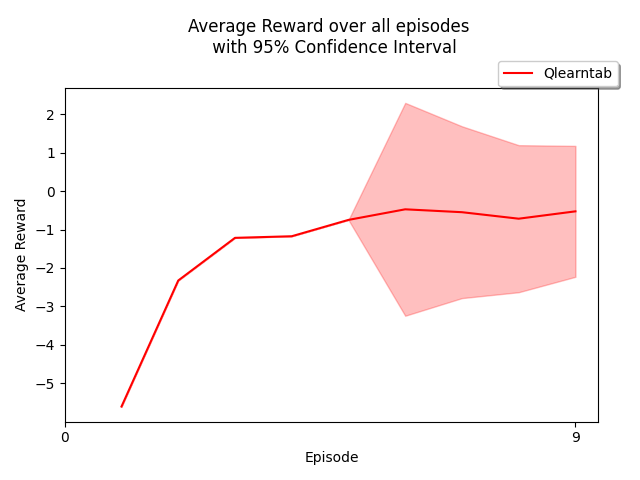 Average Reward over all episodes
with 95% Confidence Interval
Qlearntab
2
1
0
−1
−2
−3
−4
−5
Average Reward
0
9
Episode